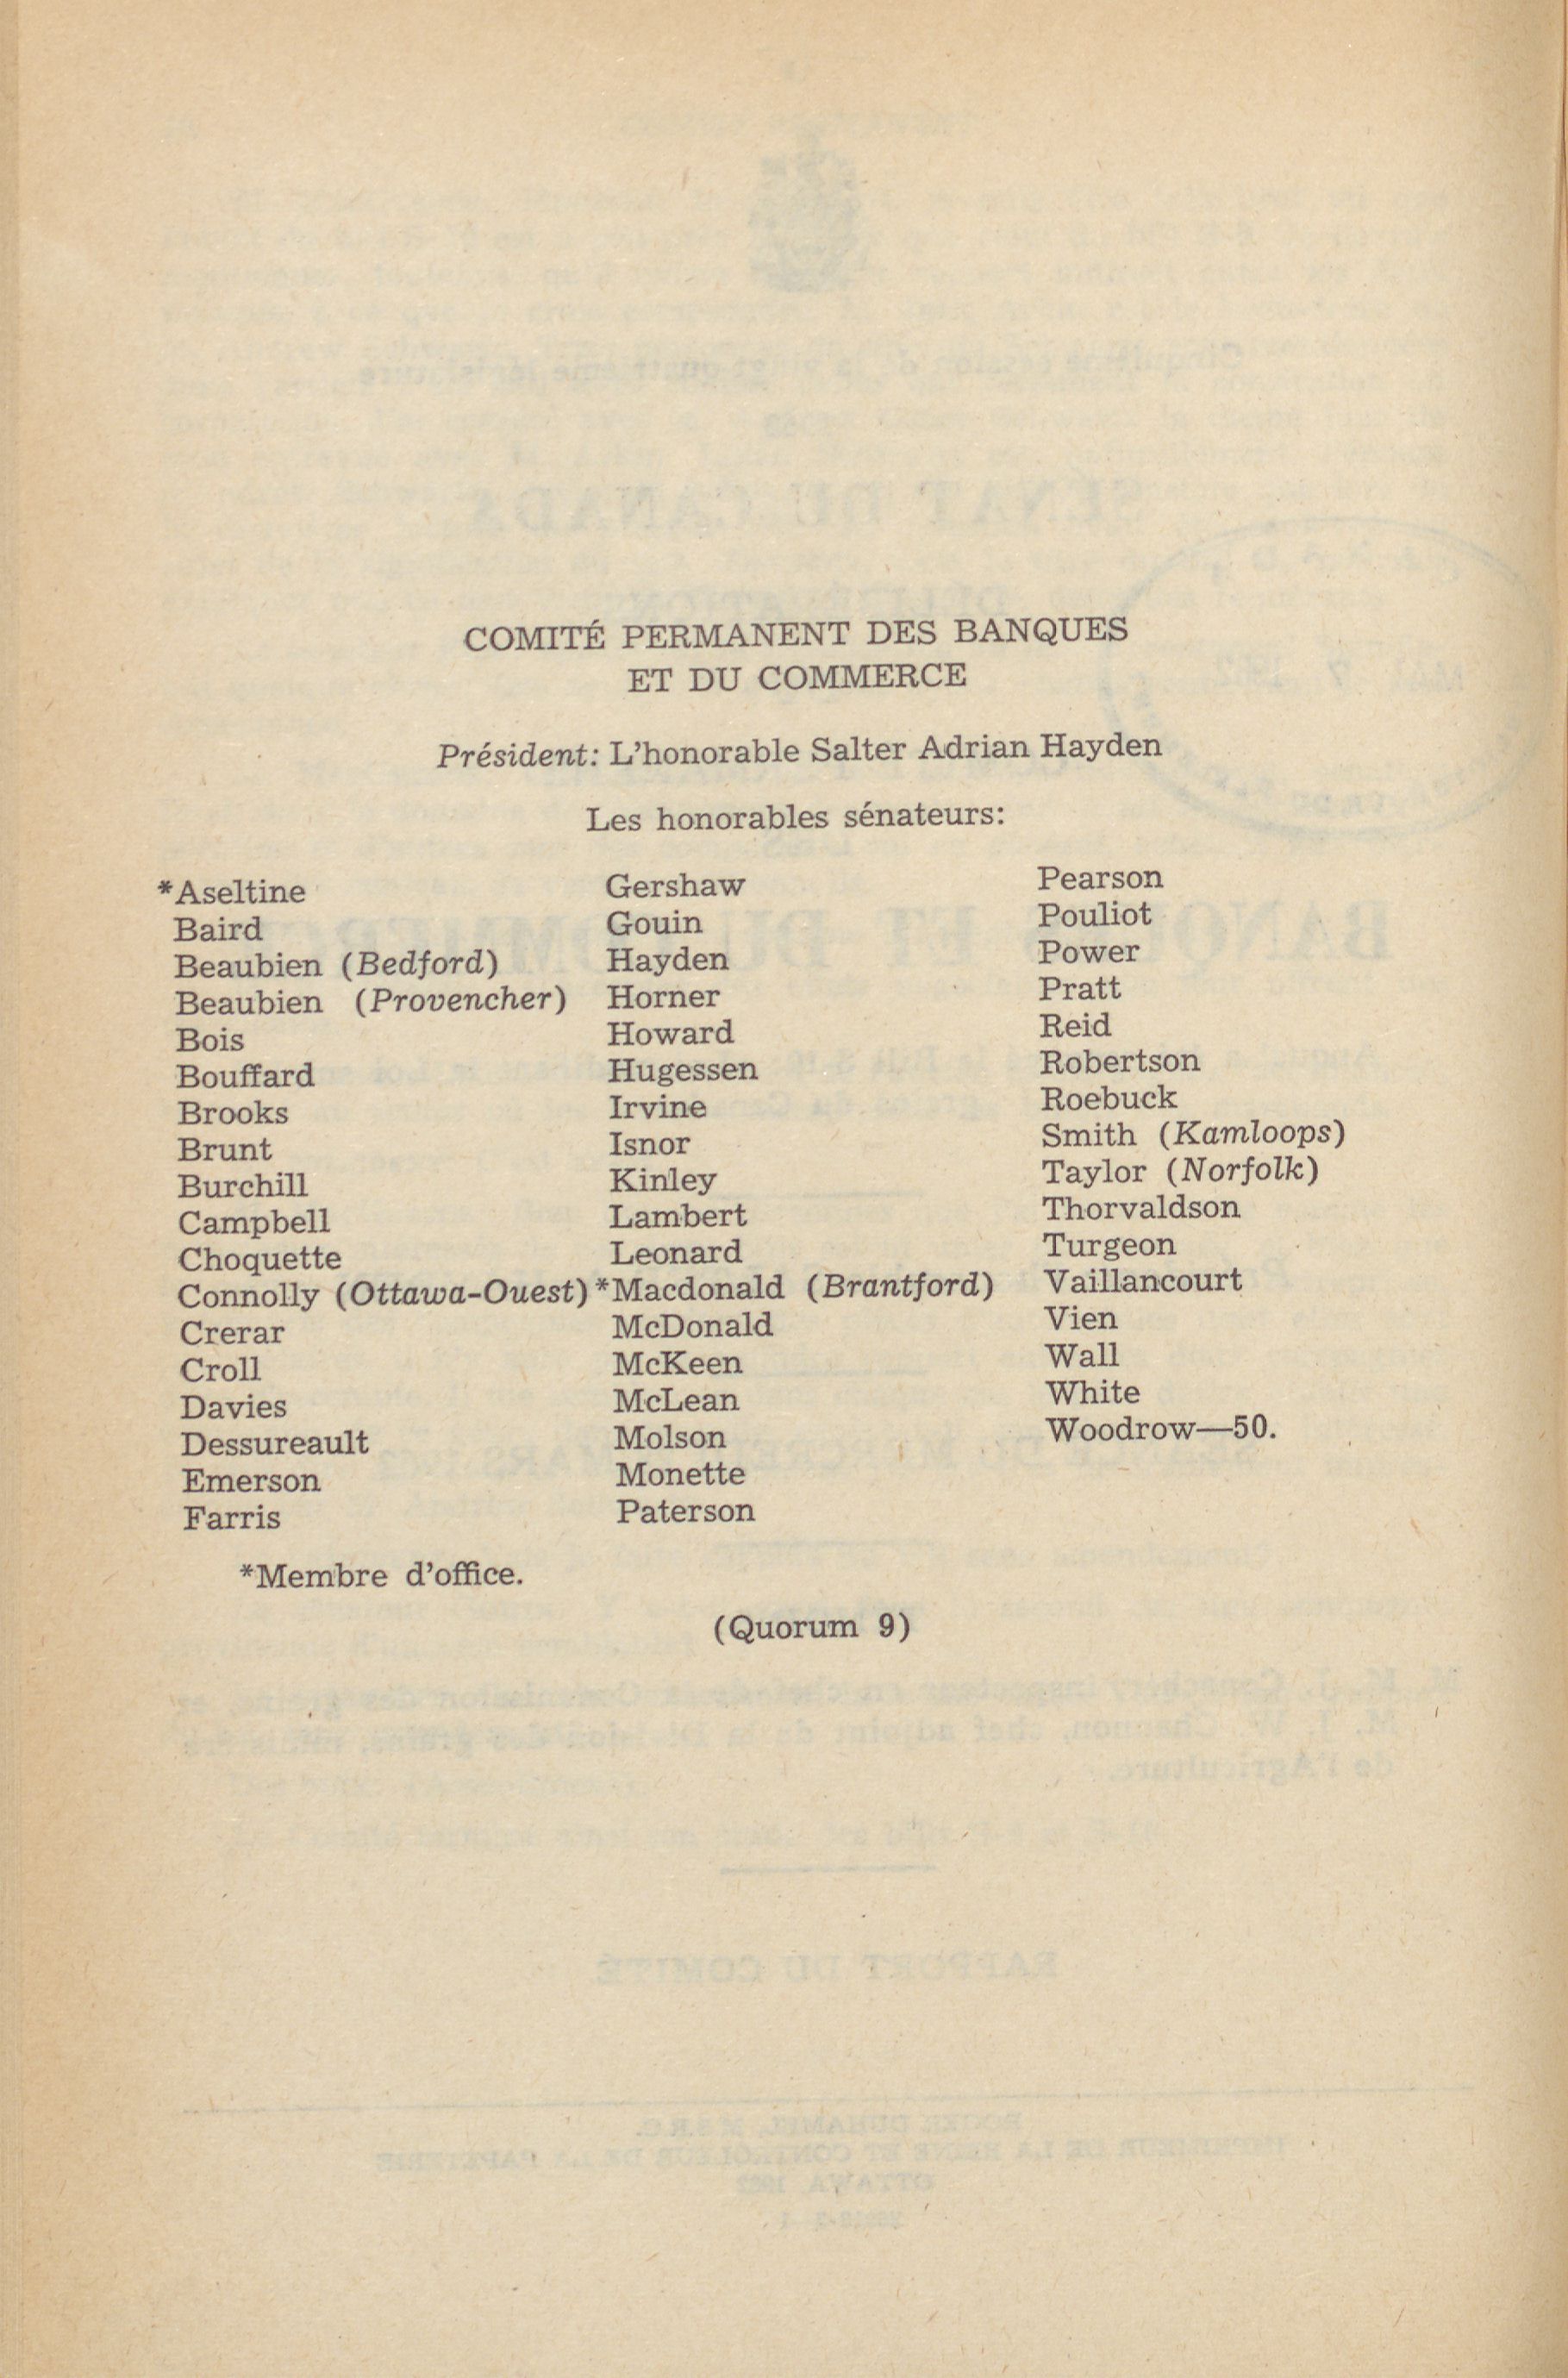 COMITÉ PERMANENT DES BANQUES
ET DU COMMERCE
Président: L'honorable Salter Adrian Hayden
Les honorables sénateurs:
*Aseltine
Baird
Beaubien (Bedford)
Beaubien (Provencher)
Bois
Bouffard
Brooks
Brunt
Burchill
Campbell
Choquette
Connolly (Ottawa-Ouest)
Crerar
Croll
Davies
Dessureault
Emerson
Farris
Gershaw
Gouin
Hayden
Horner
Howard
Hugessen
Irvine
Isnor
Kinley
Lambert
Leonard
*Macdonald (Brantford)
McDonald
McKeen
McLean
Molson
Monette
Paterson
Pearson
Pouliot
Power
Pratt
Reid
Robertson
Roebuck
Smith (Kamloops)
Taylor (Norfolk)
Thorvaldson
Turgeon
Vaillancourt
Vien
Wall
White
Woodrow—50.
*Membre d'office.
(Quorum 9)